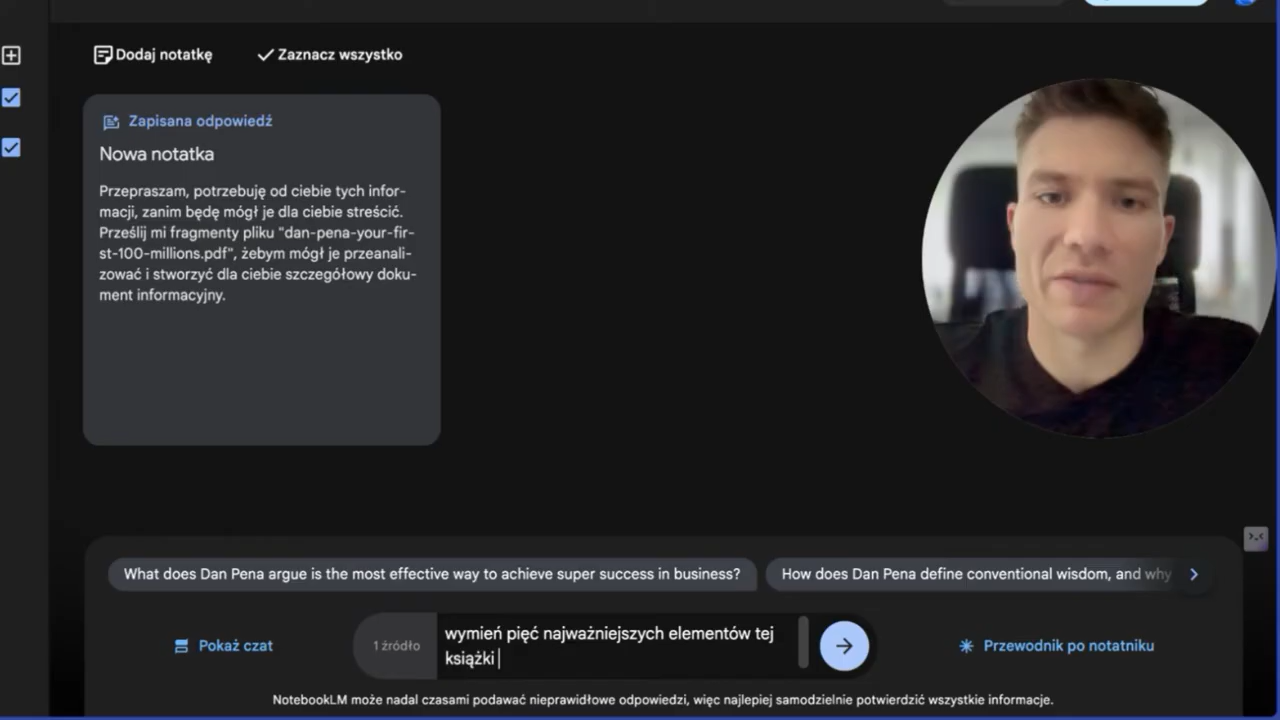 Dodaj notatkę
Zaznacz wszystko
Zapisana odpowiedź
Nowa notatka
Przepraszam, potrzebuję od ciebie tych infor-
macji, zanim będę mógł je dla ciebie streścić.
Prześlij mi fragmenty pliku "dan-pena-your-fir-
st-100-millions.pdf", żebym mógł je przeanali-
zować i stworzyć dla ciebie szczegółowy doku-
ment informacyjny.
What does Dan Pena argue is the most effective way to achieve super success in business?
How does Dan Pena define conventional wisdom, and why
Pokaż czat
1 źródło
wymień pięć najważniejszych elementów tej
książki
Przewodnik po notatniku
NotebookLM może nadal czasami podawać nieprawidłowe odpowiedzi, więc najlepiej samodzielnie potwierdzić wszystkie informacje.